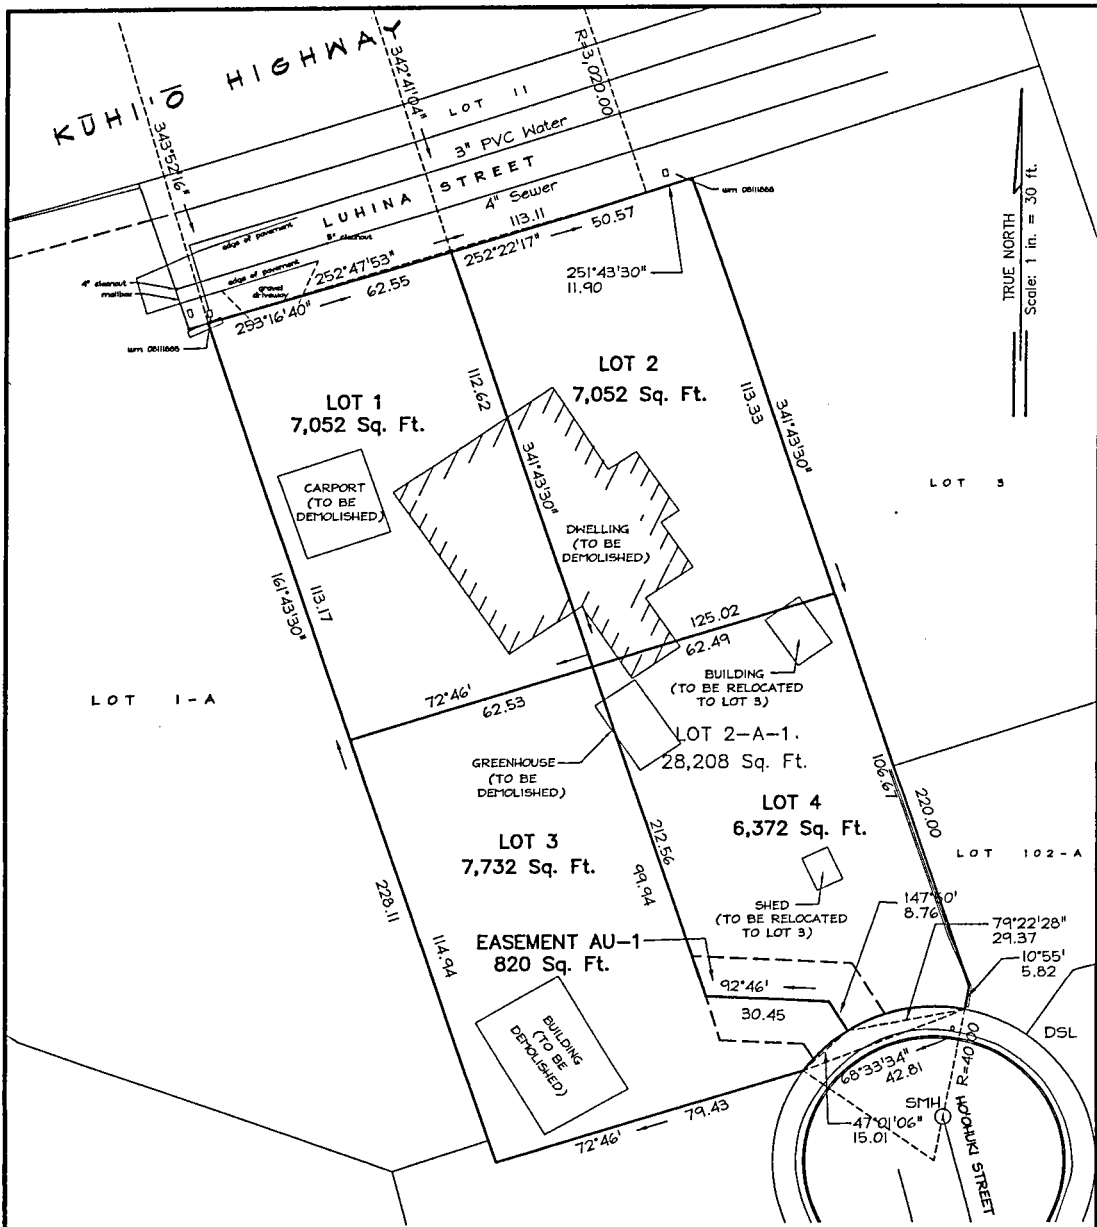 KŪHI'Ō HIGHWAY
343°52'16"
342°41'04"
R=3,020.00
LOT 11
3" PVC Water
LUHINA STREET
4" Sewer
edge of pavement
8" cleanout
edge of pavement
4" cleanout
mailbox
gravel
driveway
wm 08111666
113.11
50.57
252°47'53"
252°22'17"
62.55
253°16'40"
251°43'30"
11.90
TRUE NORTH
Scale: 1 in. = 30 ft.
LOT 1
7,052 Sq. Ft.
LOT 2
7,052 Sq. Ft.
112.62
341°43'30"
113.33
341°43'30"
CARPORT
(TO BE
DEMOLISHED)
DWELLING
(TO BE
DEMOLISHED)
LOT 3
161°43'30"
113.17
125.02
62.49
72°46'
62.53
LOT 1-A
BUILDING
(TO BE RELOCATED
TO LOT 3)
GREENHOUSE
(TO BE
DEMOLISHED)
LOT 2-A-1.
28,208 Sq. Ft.
LOT 4
6,372 Sq. Ft.
106.67
220.00
LOT 3
7,732 Sq. Ft.
212.56
99.94
LOT 102-A
SHED
(TO BE RELOCATED
TO LOT 3)
147°50'
8.76
79°22'28"
29.37
10°55'
5.82
228.11
114.94
EASEMENT AU-1
820 Sq. Ft.
92°46'
30.45
BUILDING
(TO BE
DEMOLISHED)
DSL
68°33'34"
42.81
R=40.00
SMH
HO'OHUKI STREET
47°01'06"
15.01
79.43
72°46'